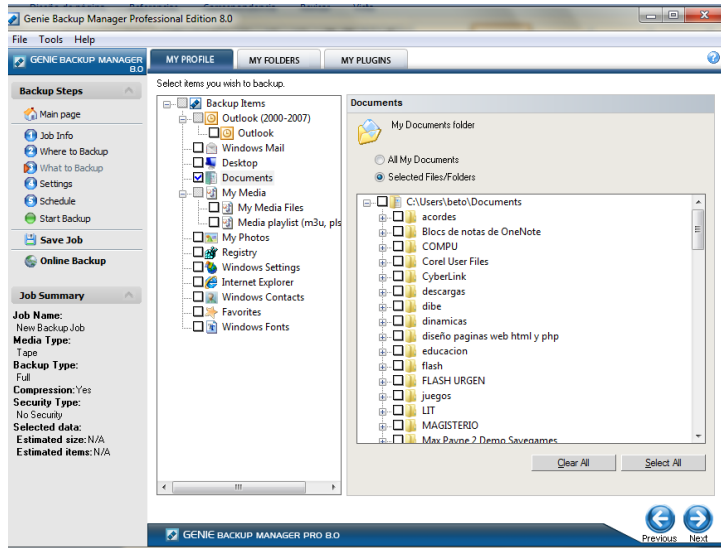 Genie Backup Manager Professional Edition 8.0
File Tools Help
GENIE BACKUP MANAGER
8.0
MY PROFILE MY FOLDERS MY PLUGINS
Select items you wish to backup.
Backup Steps
Main page
Job Info
Where to Backup
What to Backup
Settings
Schedule
Start Backup
Save Job
Online Backup
Job Summary
Job Name:
New Backup Job
Media Type:
Tape
Backup Type:
Full
Compression:Yes
Security Type:
No Security
Selected data:
Estimated size:N/A
Estimated items:N/A
Backup Items
Outlook (2000-2007)
Outlook
Windows Mail
Desktop
Documents
My Media
My Media Files
Media playlist (m3u, pls
My Photos
Registry
Windows Settings
Internet Explorer
Windows Contacts
Favorites
Windows Fonts
Documents
My Documents folder
All My Documents
Selected Files/Folders
C:\Users\beto\Documents
acordes
Blocs de notas de OneNote
COMPU
Corel User Files
CyberLink
descargas
dibe
dinamicas
diseño paginas web html y php
educacion
flash
FLASH URGEN
juegos
LIT
MAGISTERIO
Max Payne 2 Demo Savegames
Clear All Select All
GENIE BACKUP MANAGER PRO 8.0
Previous Next